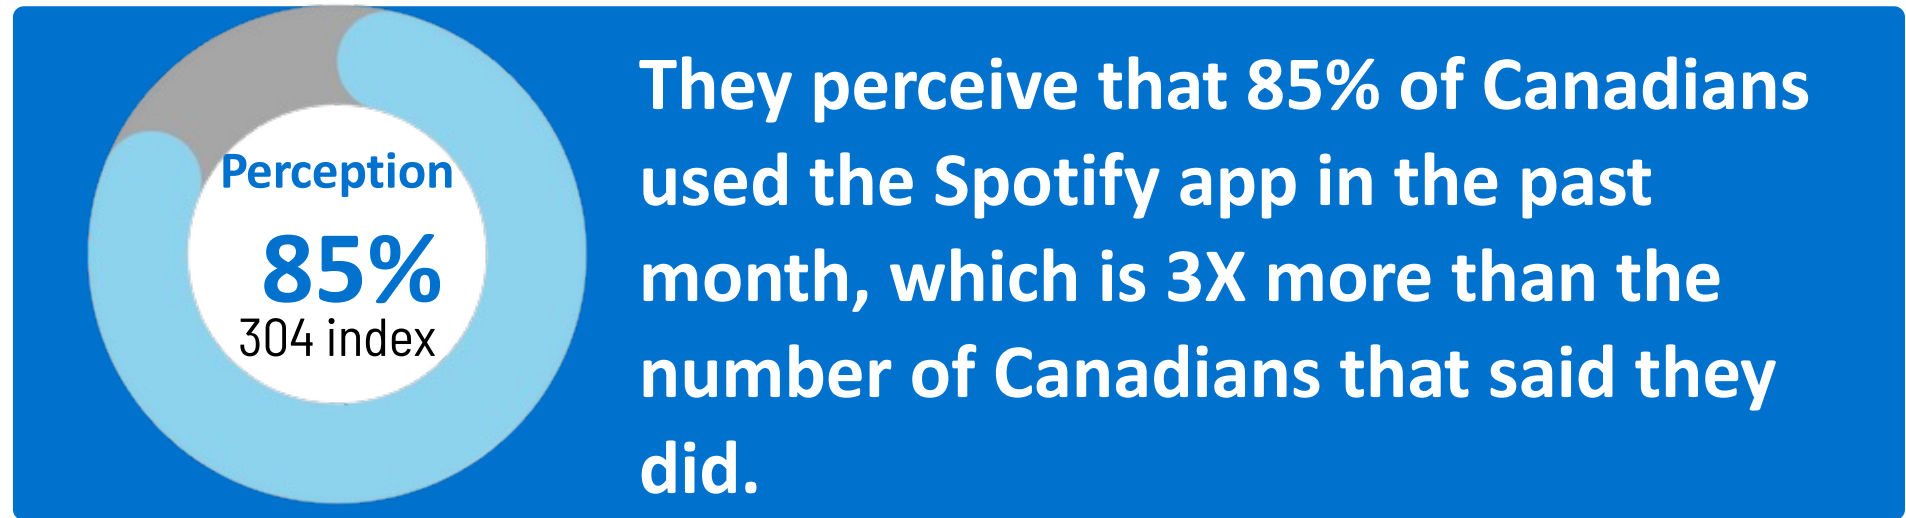 Perception
85%
304 index
They perceive that 85% of Canadians
used the Spotify app in the past
month, which is 3X more than the
number of Canadians that said they
did.